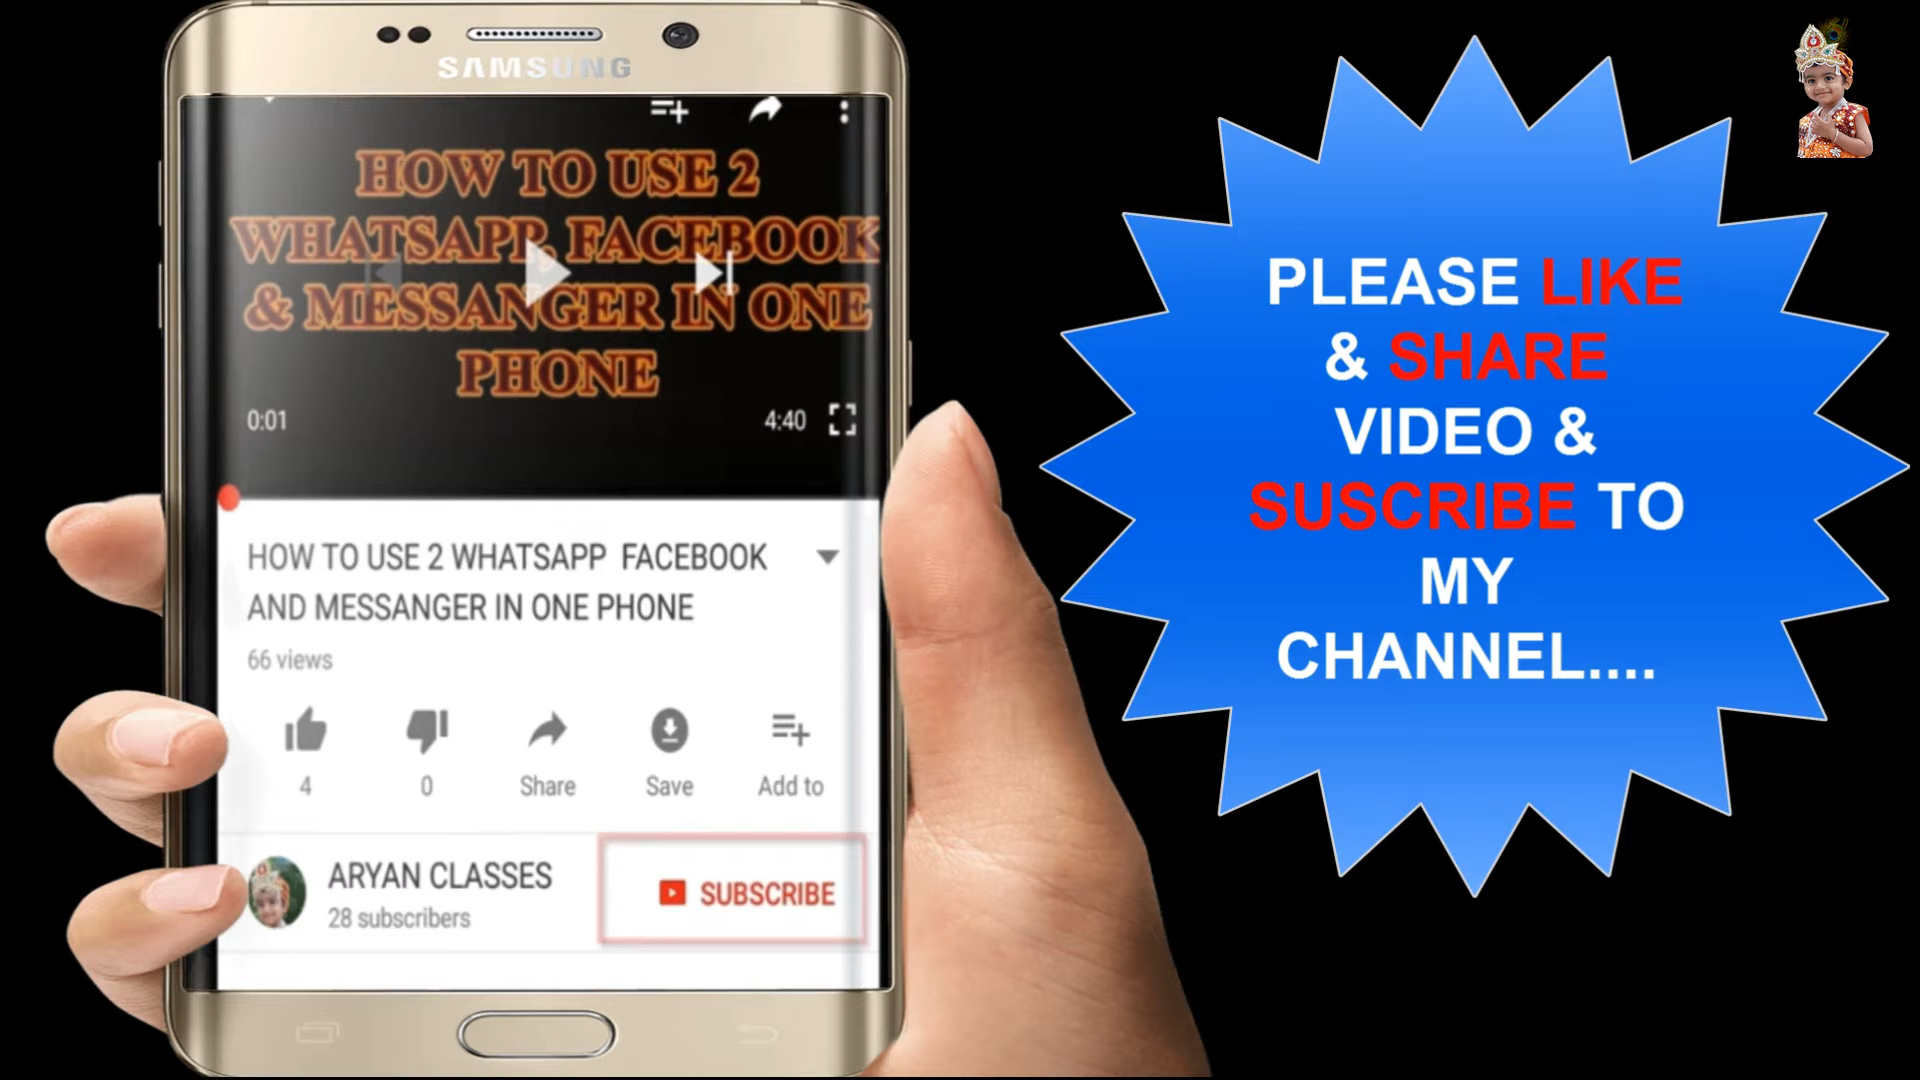 SAMSUNG
HOW TO USE 2
WHATSAPP, FACEBOOK
& MESSANGER IN ONE
PHONE
0:01
4:40
HOW TO USE 2 WHATSAPP FACEBOOK
AND MESSANGER IN ONE PHONE
66 views
4
0
Share
Save
Add to
ARYAN CLASSES
28 subscribers
SUBSCRIBE
PLEASE LIKE
& SHARE
VIDEO &
SUSCRIBE TO
MY
CHANNEL....